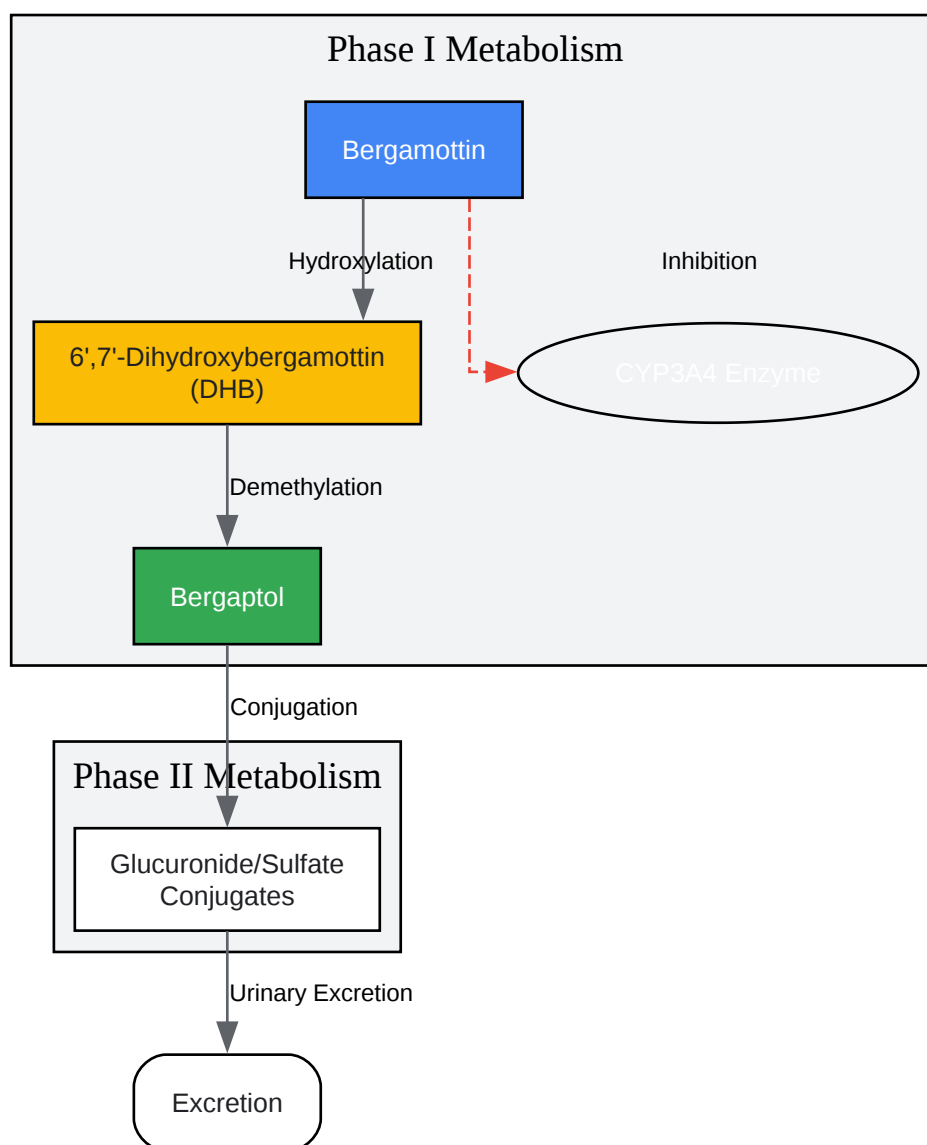 Phase I Metabolism
Bergamottin
Hydroxylation
Inhibition
6',7'-Dihydroxybergamottin
(DHB)
CYP3A4 Enzyme
Demethylation
Bergaptol
Conjugation
Phase II Metabolism
Glucuronide/Sulfate
Conjugates
Urinary Excretion
Excretion